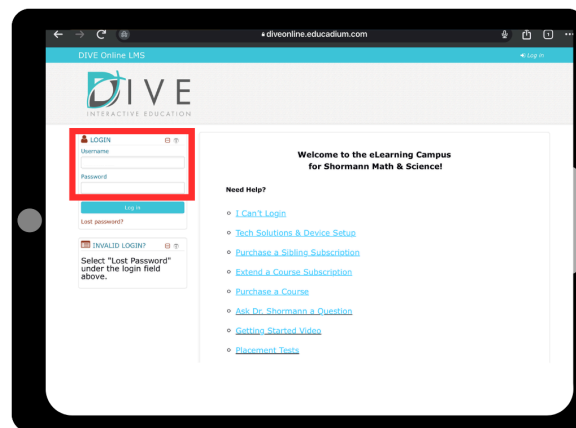 diveonline.educadium.com
DIVE Online LMS
Log in
DIVE
INTERACTIVE EDUCATION
LOGIN
Username
Password
Log in
Lost password?
INVALID LOGIN?
Select "Lost Password"
under the login field
above.
Welcome to the eLearning Campus
for Shormann Math & Science!
Need Help?
I Can't Login
Tech Solutions & Device Setup
Purchase a Sibling Subscription
Extend a Course Subscription
Purchase a Course
Ask Dr. Shormann a Question
Getting Started Video
Placement Tests